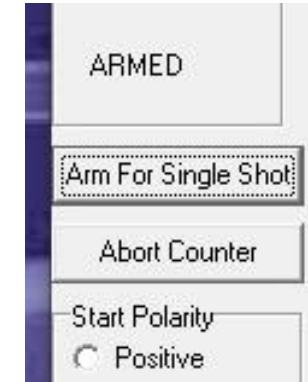 ARMED
Arm For Single Shot
Abort Counter
Start Polarity
Positive